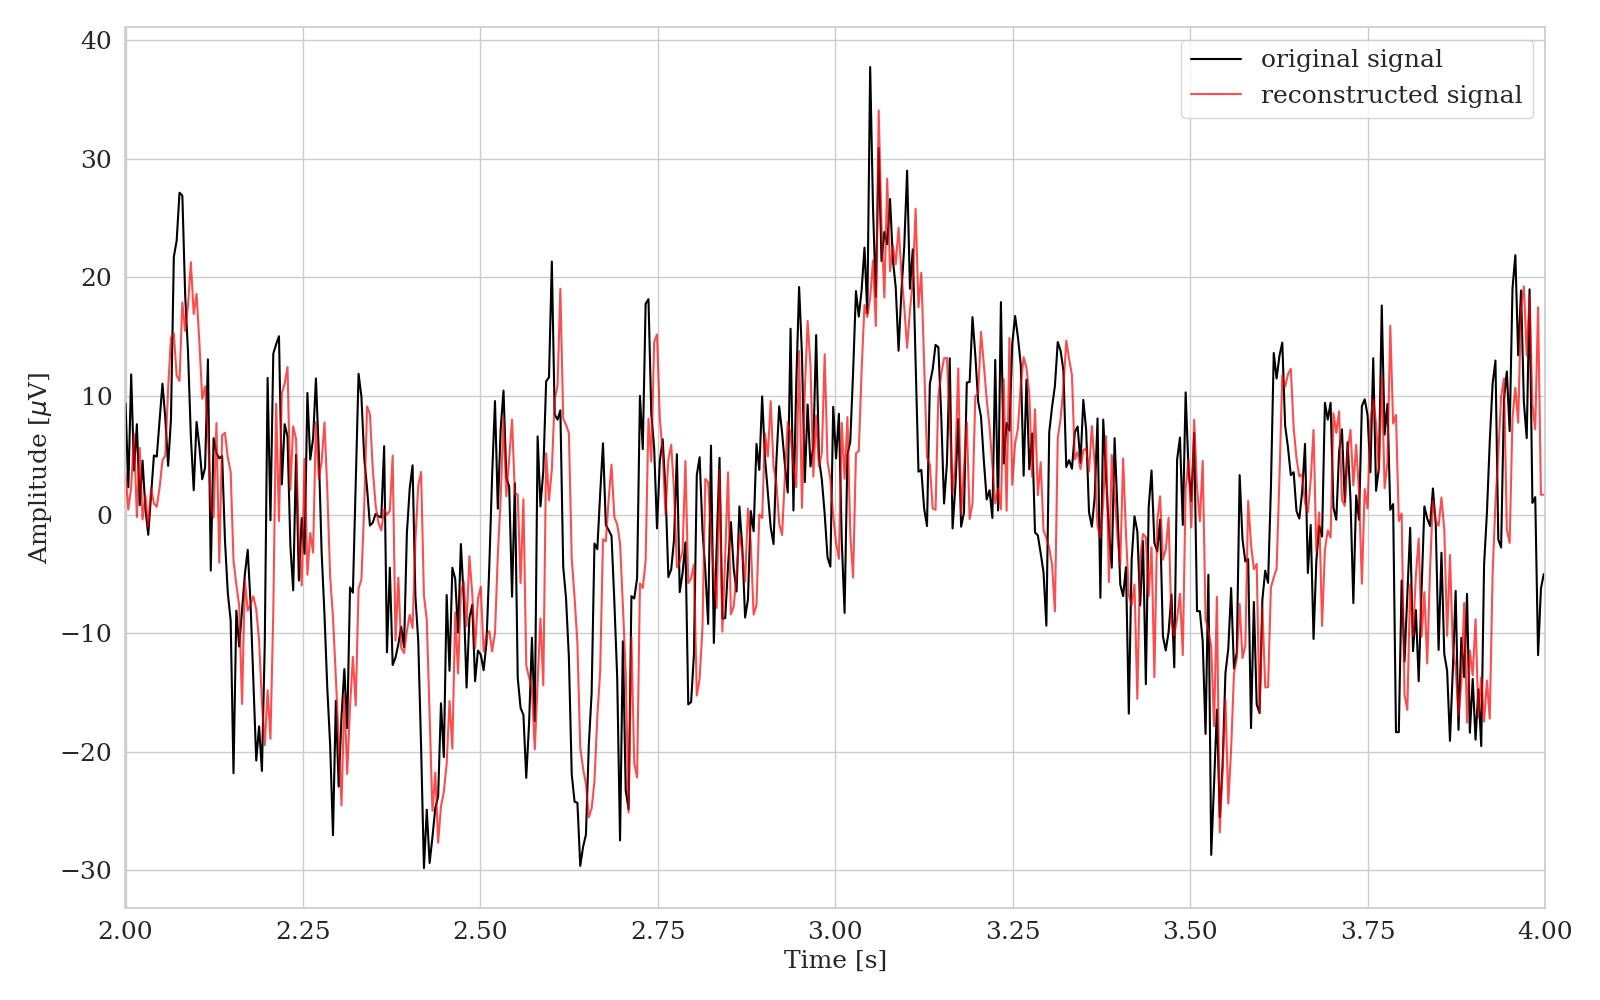 original signal
reconstructed signal
40
30
20
10
0
−10
−20
−30
Amplitude [μV]
2.00 2.25 2.50 2.75 3.00 3.25 3.50 3.75 4.00
Time [s]